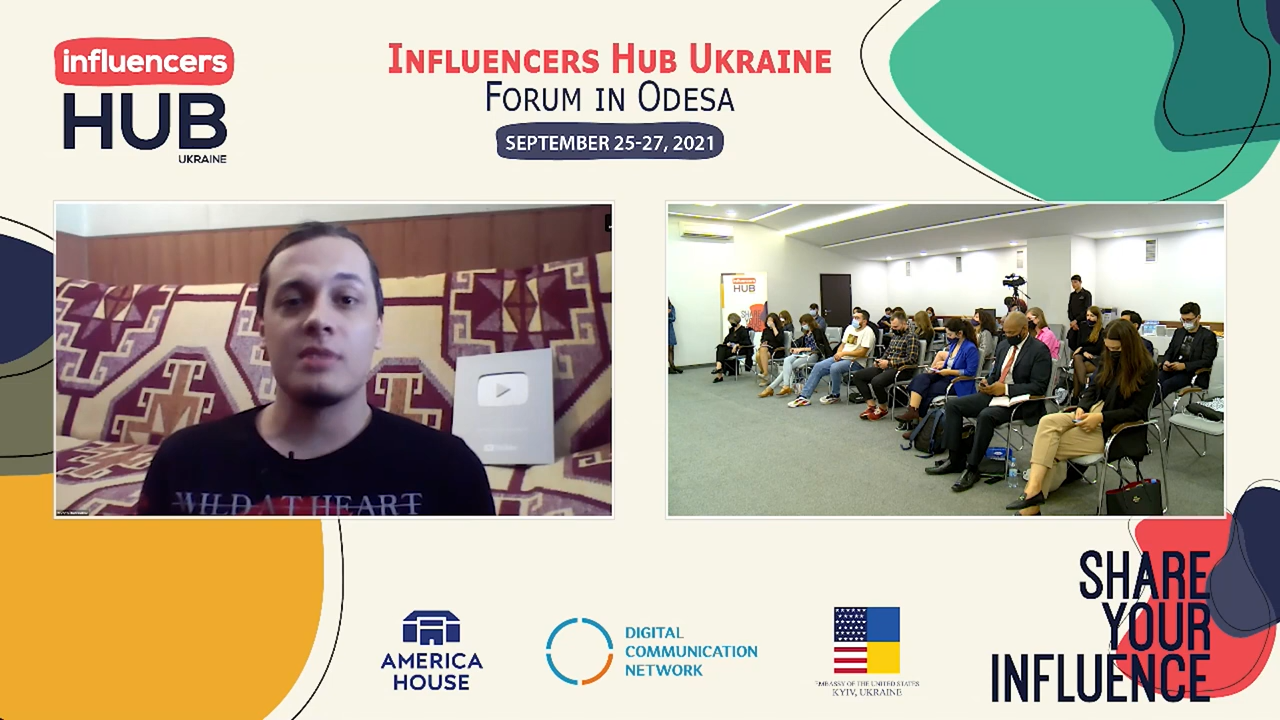 influencers
HUB
UKRAINE
INFLUENCERS HUB UKRAINE
FORUM IN ODESA
SEPTEMBER 25-27, 2021
WILD AT HEART
influencers
HUB
AMERICA
HOUSE
DIGITAL
COMMUNICATION
NETWORK
EMBASSY OF THE UNITED STATES
KYIV, UKRAINE
SHARE
YOUR
INFLUENCE